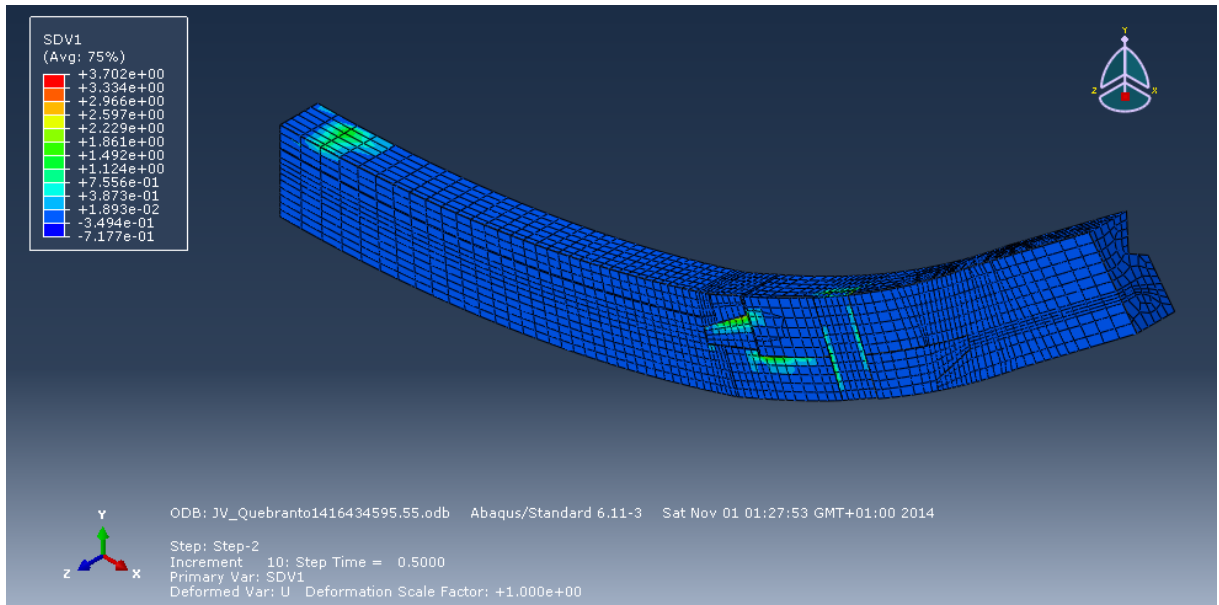 SDV1
(Avg: 75%)
+3.702e+00
+3.334e+00
+2.966e+00
+2.597e+00
+2.229e+00
+1.861e+00
+1.492e+00
+1.124e+00
+7.556e-01
+3.873e-01
+1.893e-02
-3.494e-01
-7.177e-01
Y
Z
X
ODB: JV_Quebranto1416434595.55.odb Abaqus/Standard 6.11-3 Sat Nov 01 01:27:53 GMT+01:00 2014
Step: Step-2
Increment 10: Step Time = 0.5000
Primary Var: SDV1
Deformed Var: U Deformation Scale Factor: +1.000e+00
Y
Z
X